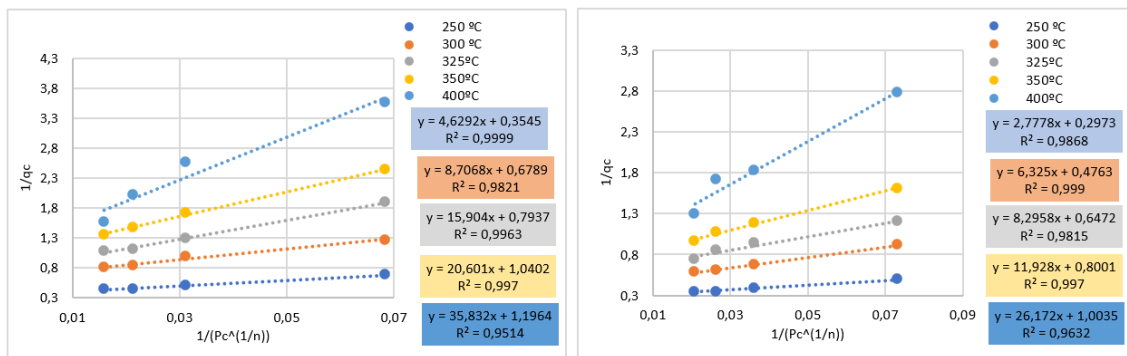 250 ºC
300 ºC
325ºC
350ºC
400ºC
1/qc
4,3
3,8
3,3
2,8
2,3
1,8
1,3
0,8
0,3
0,01
0,03
0,05
0,07
1/(Pc^(1/n))
y = 4,6292x + 0,3545
R² = 0,9999
y = 8,7068x + 0,6789
R² = 0,9821
y = 15,904x + 0,7937
R² = 0,9963
y = 20,601x + 1,0402
R² = 0,997
y = 35,832x + 1,1964
R² = 0,9514
250 ºC
300 ºC
325ºC
350ºC
400ºC
1/qc
3,3
2,8
2,3
1,8
1,3
0,8
0,3
0,01
0,03
0,05
0,07
0,09
1/(Pc^(1/n))
y = 2,7778x + 0,2973
R² = 0,9868
y = 6,325x + 0,4763
R² = 0,999
y = 8,2958x + 0,6472
R² = 0,9815
y = 11,928x + 0,8001
R² = 0,997
y = 26,172x + 1,0035
R² = 0,9632